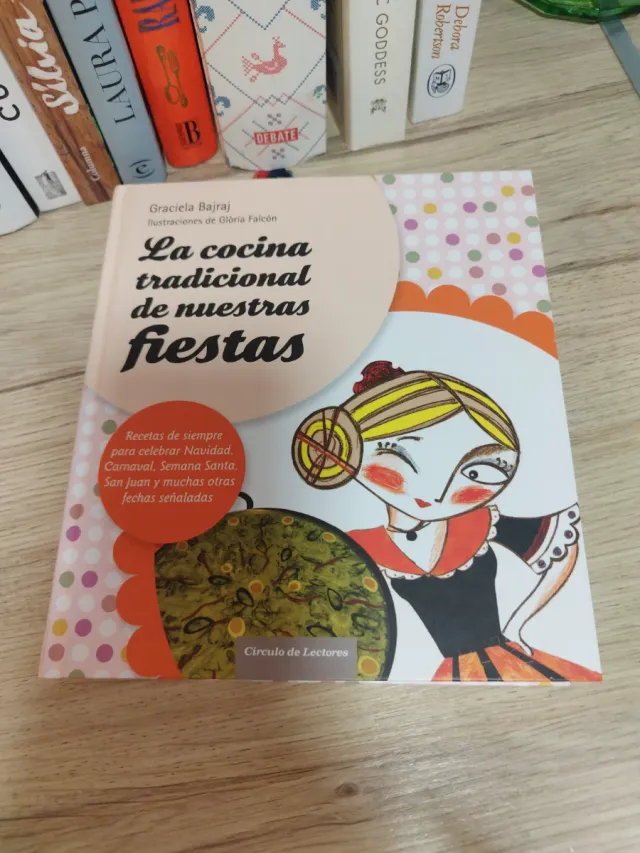 Silvia
Columna
LAURA
B
DEBATE
GODDESS
Debora
Robertson
Graciela Bajraj
Ilustraciones de Glòria Falcón
La cocina
tradicional
de nuestras
fiestas
Recetas de siempre
para celebrar Navidad,
Carnaval, Semana Santa,
San Juan y muchas otras
fechas señaladas
Círculo de Lectores